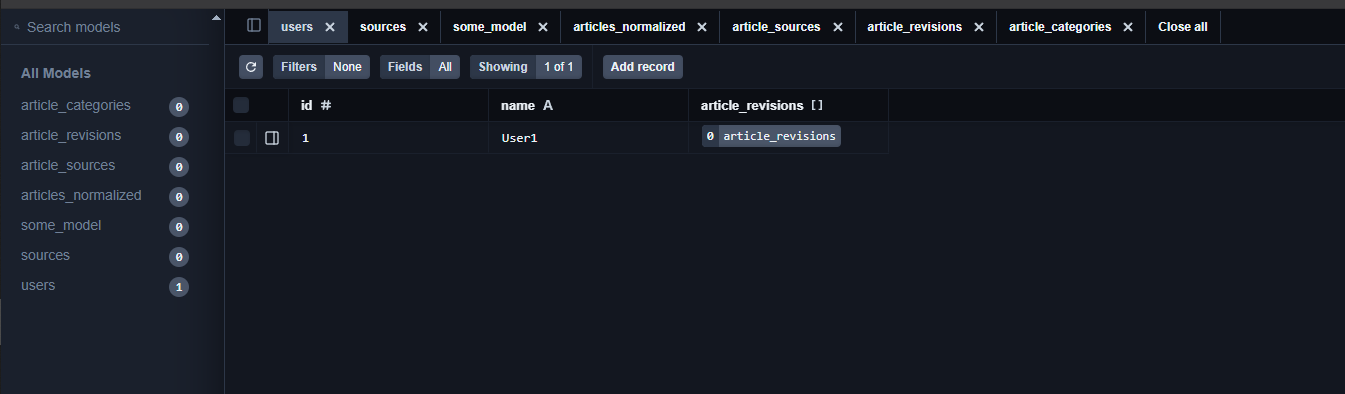 Search models
users sources some_model articles_normalized article_sources article_revisions article_categories Close all
Filters None Fields All Showing 1 of 1 Add record
All Models
article_categories 0
article_revisions 0
article_sources 0
articles_normalized 0
some_model 0
sources 0
users 1
id # name A article_revisions []
1 User1 0 article_revisions